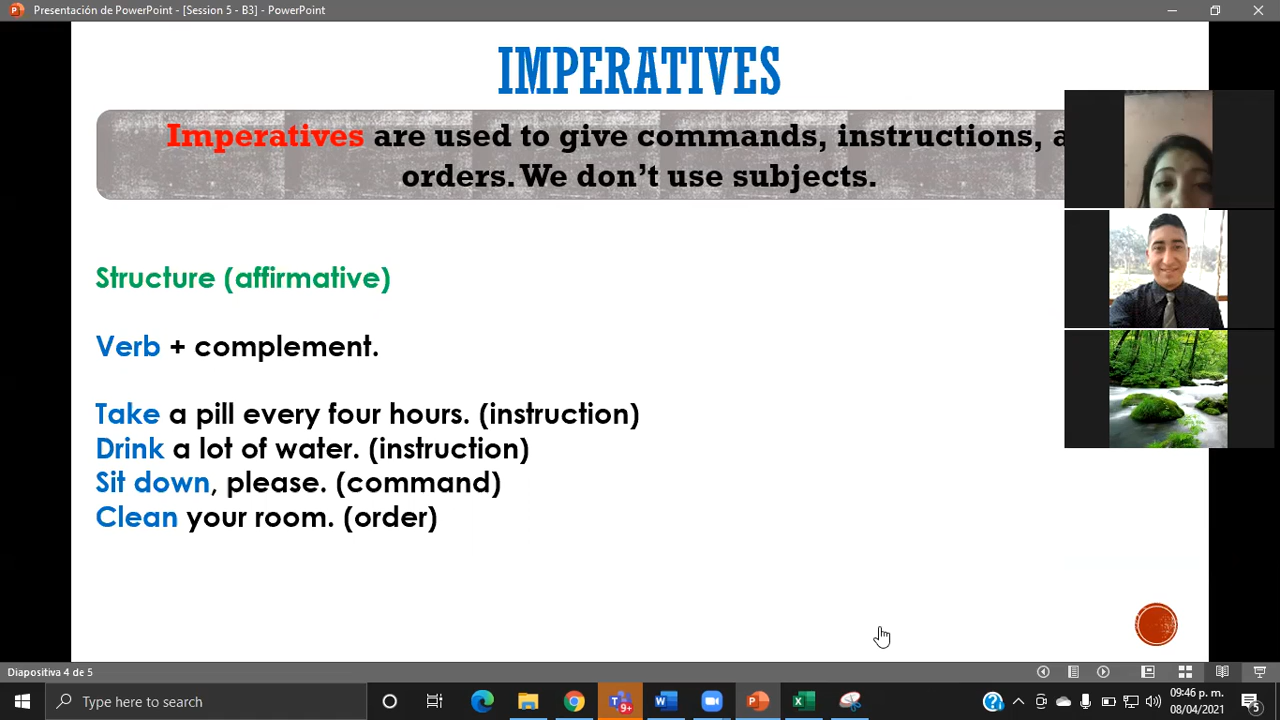 Presentación de PowerPoint - [Session 5 - B3] - PowerPoint
IMPERATIVES
Imperatives are used to give commands, instructions, a
orders. We don't use subjects.
Structure (affirmative)
Verb + complement.
Take a pill every four hours. (instruction)
Drink a lot of water. (instruction)
Sit down, please. (command)
Clean your room. (order)
Diapositiva 4 de 5
Type here to search
9+
09:46 p. m.
08/04/2021
5